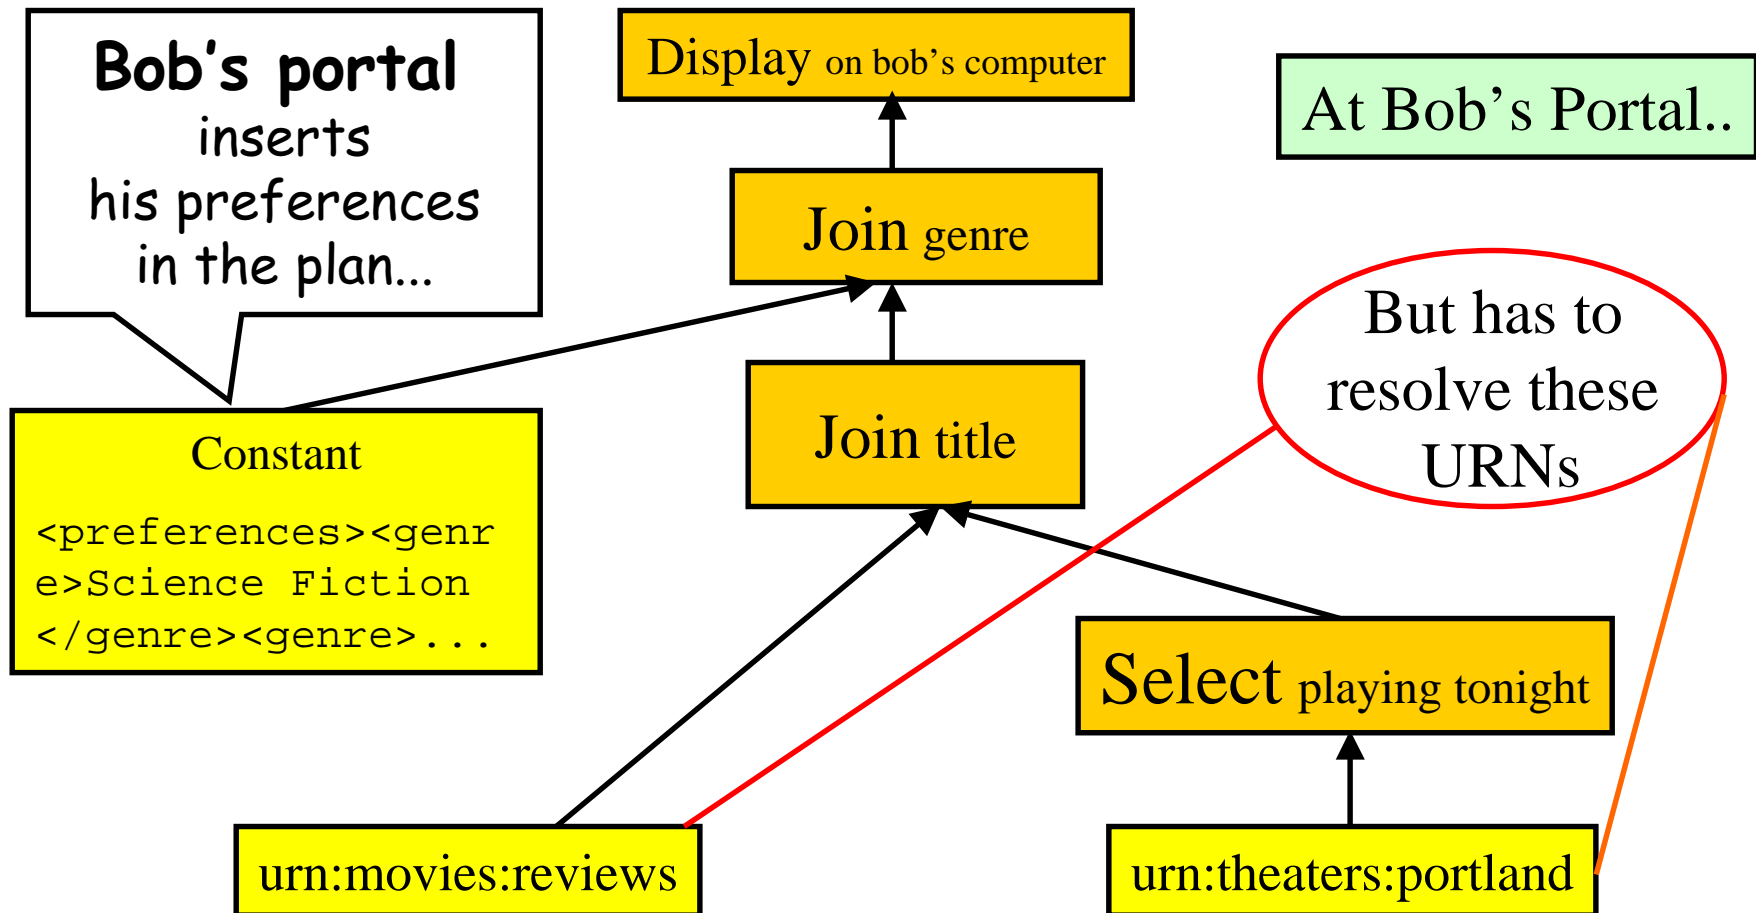 Bob’s portal
inserts
his preferences
in the plan...
Display on bob’s computer
At Bob’s Portal..
Join genre
But has to
resolve these
URNs
Join title
Constant
<preferences><genr
e>Science Fiction
</genre><genre>...
Select playing tonight
urn:movies:reviews
urn:theaters:portland